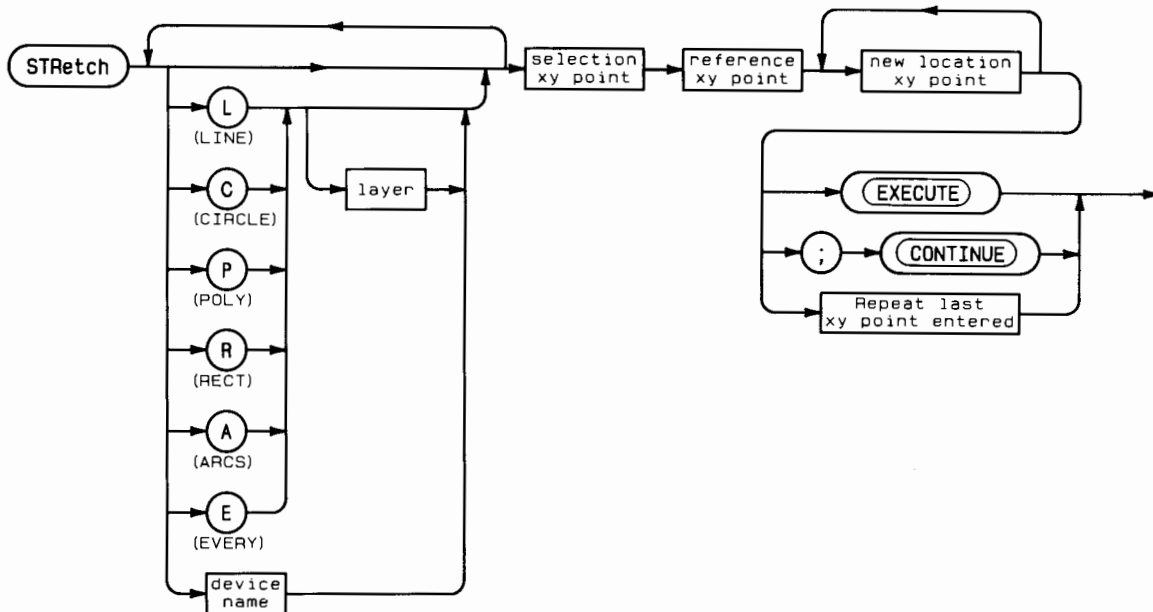 STRetch
selection
xy point
reference
xy point
new location
xy point
L
(LINE)
C
(CIRCLE)
P
(POLY)
R
(RECT)
A
(ARCS)
E
(EVERY)
device
name
layer
EXECUTE
;
CONTINUE
Repeat last
xy point entered